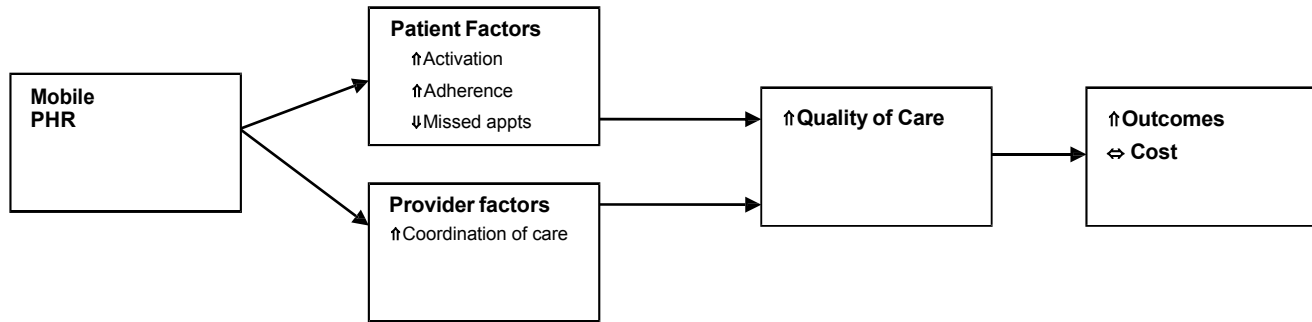 Mobile
PHR
Patient Factors
⇑Activation
⇑Adherence
⇓Missed appts
Provider factors
⇑Coordination of care
⇑Quality of Care
⇑Outcomes
⇔ Cost